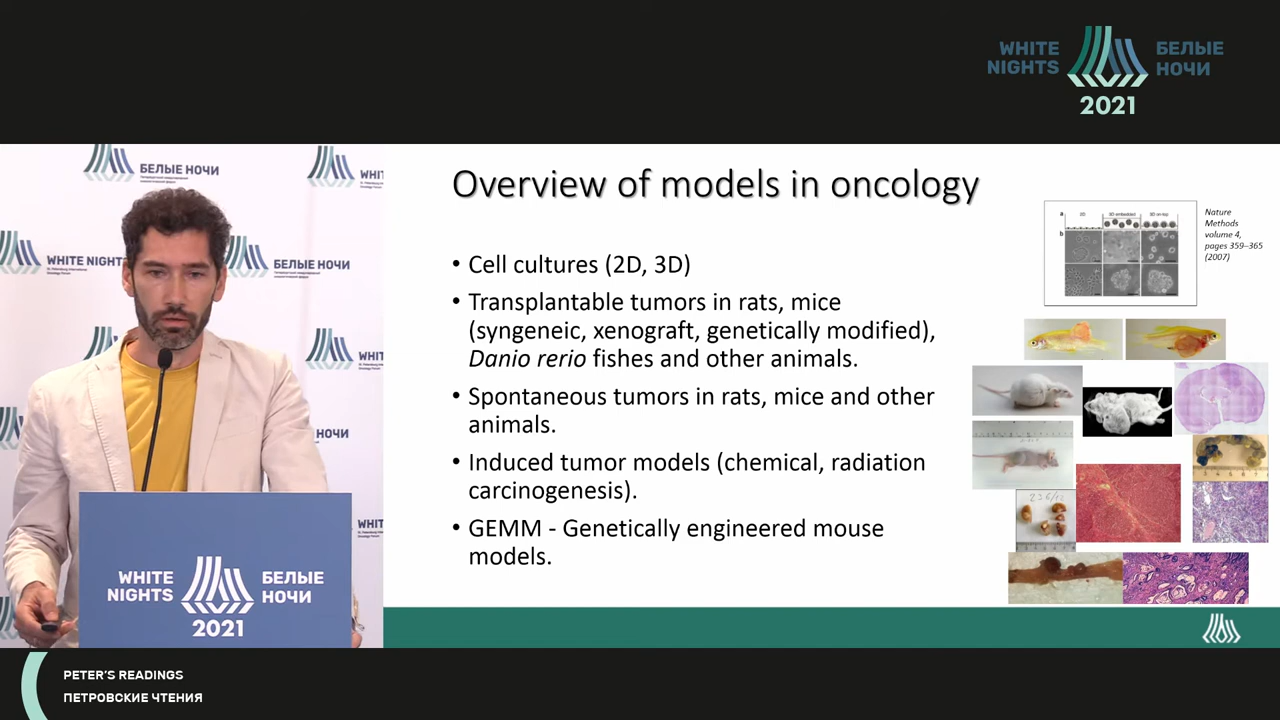 WHITE
NIGHTS
БЕЛЫЕ
НОЧИ
2021
БЕЛЫЕ НОЧИ
WHITE NIGHTS
БЕЛЫЕ НОЧИ
WHITE
NIGHTS
БЕЛЫЕ
НОЧИ
2021
Overview of models in oncology
• Cell cultures (2D, 3D)
• Transplantable tumors in rats, mice
(syngeneic, xenograft, genetically modified),
Danio rerio fishes and other animals.
• Spontaneous tumors in rats, mice and other
animals.
• Induced tumor models (chemical, radiation
carcinogenesis).
• GEMM - Genetically engineered mouse
models.
Nature
Methods
volume 4,
pages 359–365
(2007)
PETER'S READINGS
ПЕТРОВСКИЕ ЧТЕНИЯ